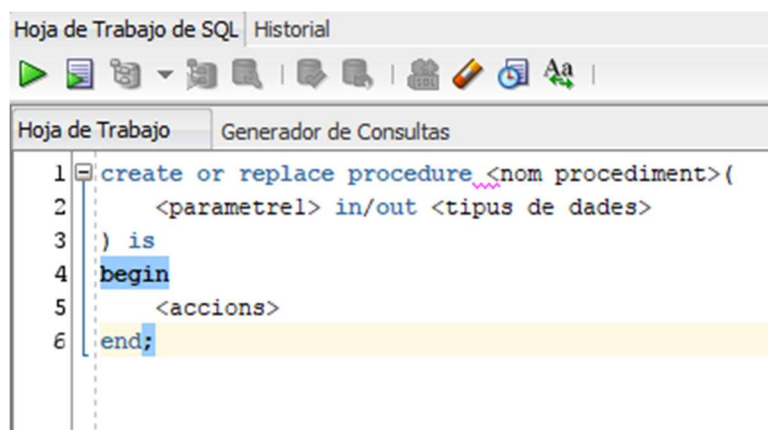 Hoja de Trabajo de SQL Historial
Aa
Hoja de Trabajo Generador de Consultas
1 create or replace procedure <nom procediment>(
2 <parametre1> in/out <tipus de dades>
3 ) is
4 begin
5 <accions>
6 end;